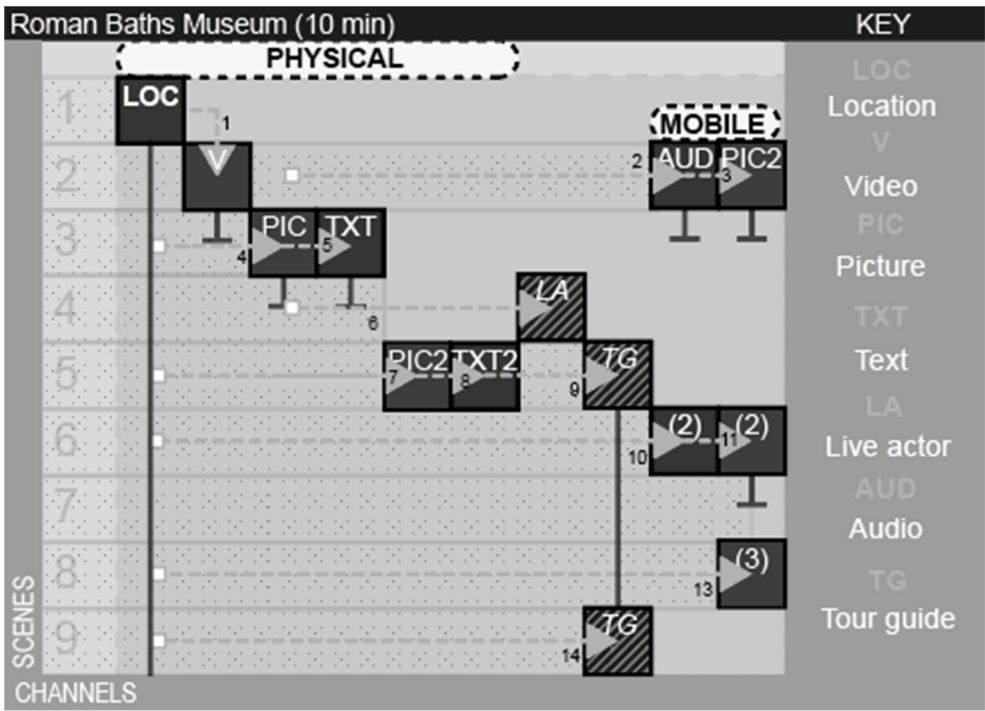 Roman Baths Museum (10 min) KEY
PHYSICAL
LOC
Location
V
Video
PIC
Picture
TXT
Text
LA
Live actor
AUD
Audio
TG
Tour guide
1 LOC 1
MOBILE
2 V 2 AUD 3 PIC2
3 4 PIC 5 TXT
4 6 LA
5 7 PIC2 8 TXT2 9 TG
6 10 (2) 11 (2)
7
8 13 (3)
9 14 TG
SCENES
CHANNELS